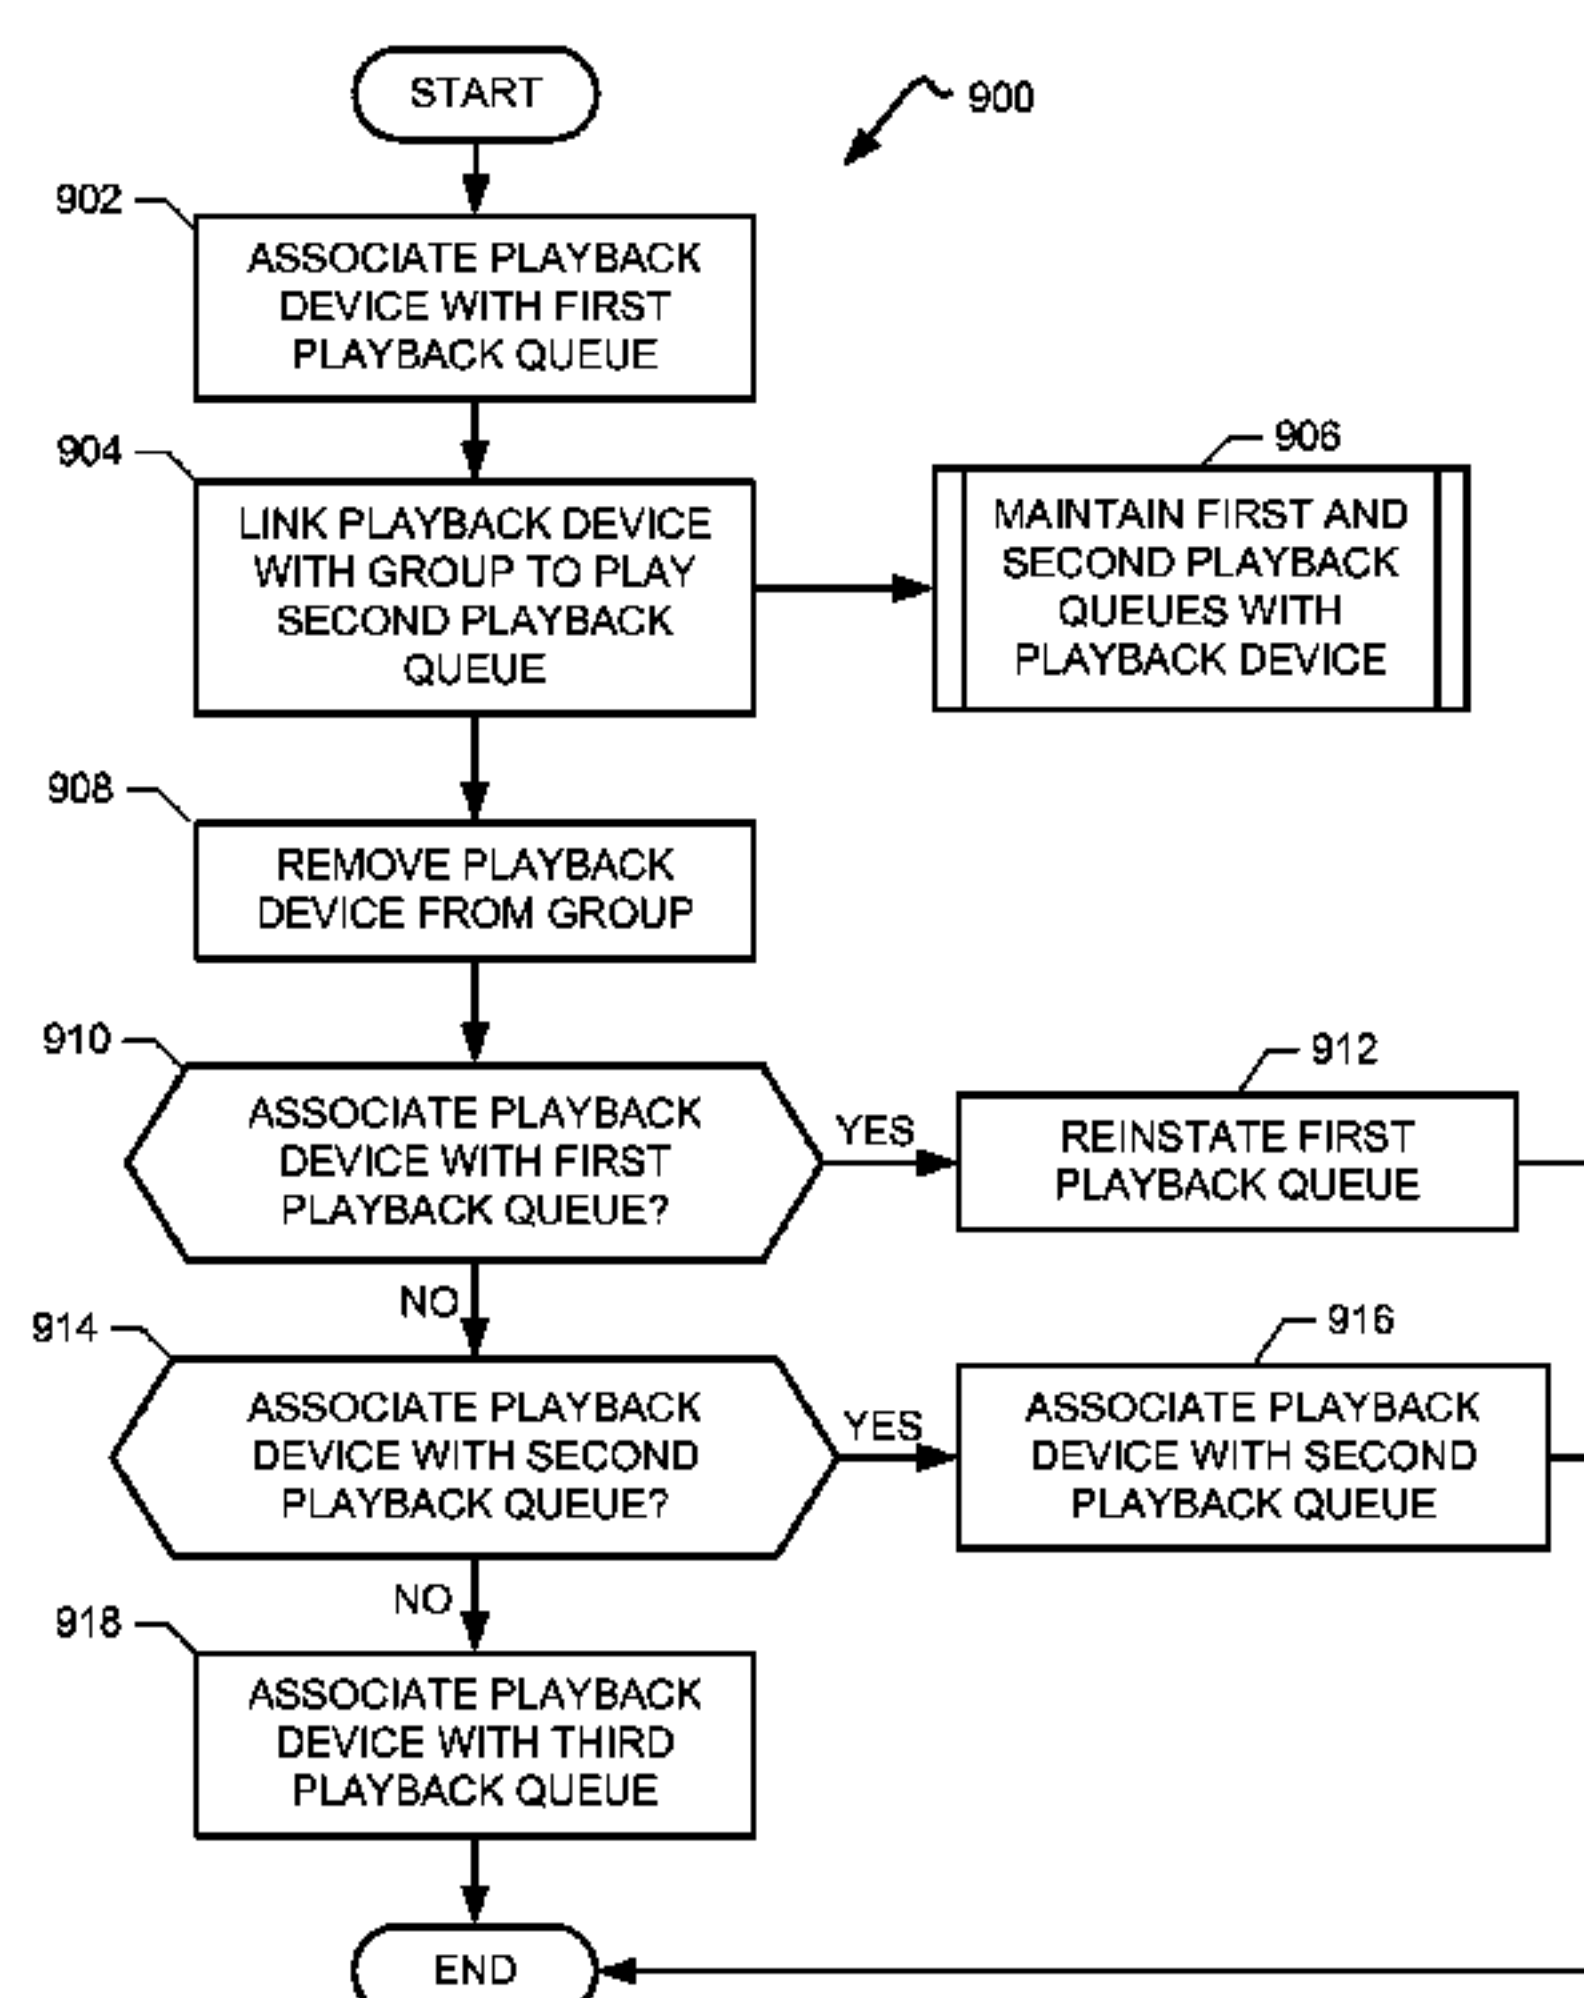 START
900
902
ASSOCIATE PLAYBACK
DEVICE WITH FIRST
PLAYBACK QUEUE
904
LINK PLAYBACK DEVICE
WITH GROUP TO PLAY
SECOND PLAYBACK
QUEUE
906
MAINTAIN FIRST AND
SECOND PLAYBACK
QUEUES WITH
PLAYBACK DEVICE
908
REMOVE PLAYBACK
DEVICE FROM GROUP
910
ASSOCIATE PLAYBACK
DEVICE WITH FIRST
PLAYBACK QUEUE?
YES
912
REINSTATE FIRST
PLAYBACK QUEUE
NO
914
ASSOCIATE PLAYBACK
DEVICE WITH SECOND
PLAYBACK QUEUE?
YES
916
ASSOCIATE PLAYBACK
DEVICE WITH SECOND
PLAYBACK QUEUE
NO
918
ASSOCIATE PLAYBACK
DEVICE WITH THIRD
PLAYBACK QUEUE
END